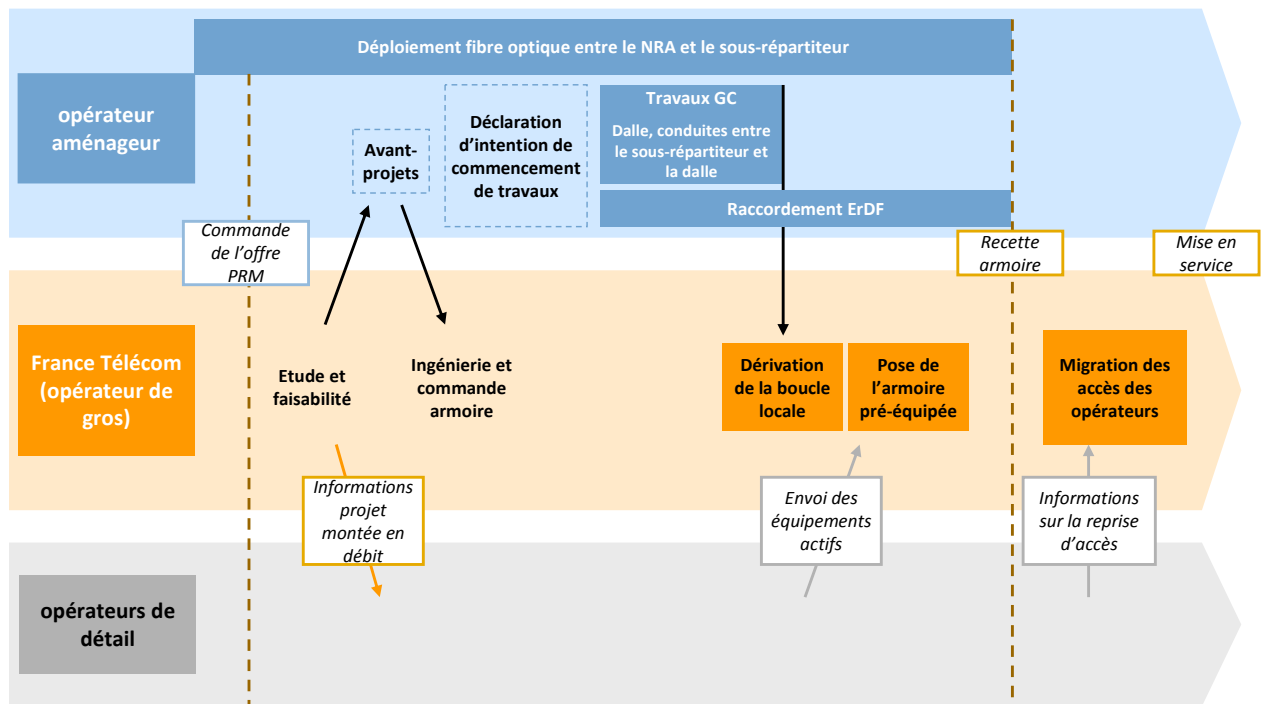 Déploiement fibre optique entre le NRA et le sous-répartiteur
opérateur
aménageur
Avant-
projets
Déclaration
d'intention de
commencement
de travaux
Travaux GC
Dalle, conduites entre
le sous-répartiteur et
la dalle
Raccordement ErDF
Commande
de l'offre
PRM
Recette
armoire
Mise en
service
France Télécom
(opérateur de
gros)
Etude et
faisabilité
Ingénierie et
commande
armoire
Dérivation
de la boucle
locale
Pose de
l'armoire
pré-équipée
Migration des
accès des
opérateurs
Informations
projet
montée en
débit
Envoi des
équipements
actifs
Informations
sur la reprise
d'accès
opérateurs de
détail